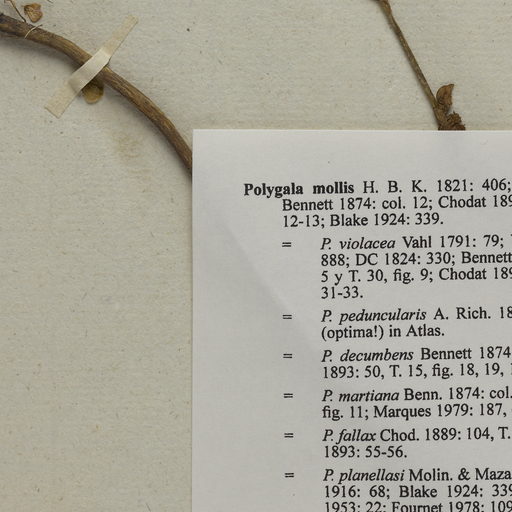 Polygala mollis H. B. K. 1821: 406;
Bennett 1874: col. 12; Chodat 189
12-13; Blake 1924: 339.
= P. violacea Vahl 1791: 79;
888; DC 1824: 330; Bennett
5 y T. 30, fig. 9; Chodat 189
31-33.
= P. peduncularis A. Rich. 18
(optima!) in Atlas.
= P. decumbens Bennett 1874
1893: 50, T. 15, fig. 18, 19,
= P. martiana Benn. 1874: col.
fig. 11; Marques 1979: 187,
= P. fallax Chod. 1889: 104, T.
1893: 55-56.
= P. planellasi Molin. & Maza
1916: 68; Blake 1924: 339
1953: 22; Fournet 1978: 109